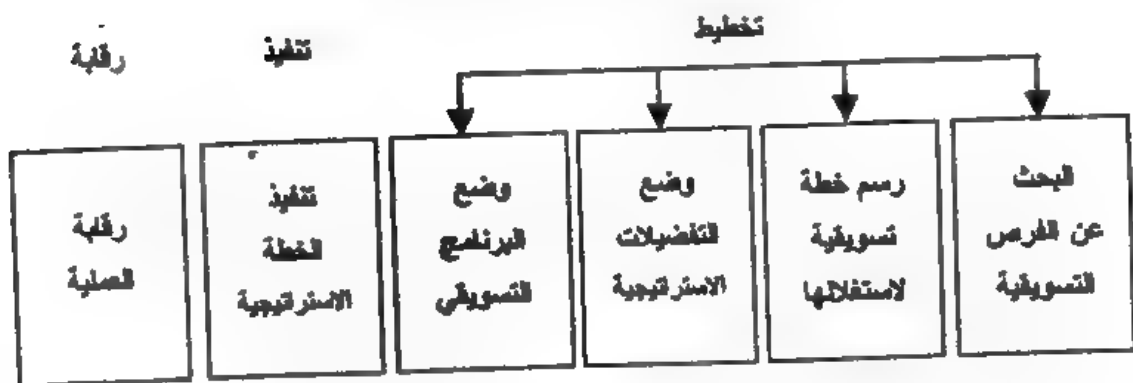 تخطيط
تنفيذ
رقابة
البحث
عن الفرص
التسويقية
رسم خطة
تسويقية
لاستغلالها
وضع
التفضيلات
الاستراتيجية
وضع
البرنامج
التسويقي
تنفيذ
الخطة
الاستراتيجية
رقابة
العملية